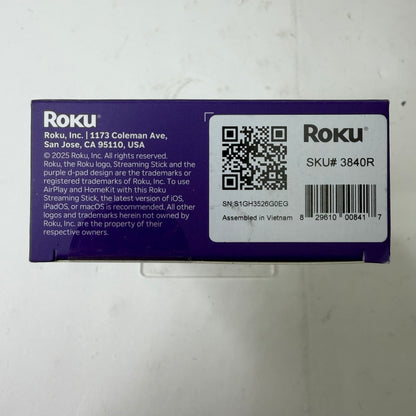 Roku
Roku, Inc. | 1173 Coleman Ave,
San Jose, CA 95110, USA
© 2025 Roku, Inc. All rights reserved.
Roku, the Roku logo, Streaming Stick and the
purple d-pad design are the trademarks or
registered trademarks of Roku, Inc. To use
AirPlay and HomeKit with this Roku
Streaming Stick, the latest version of iOS,
iPadOS, or macOS is recommended. All other
logos and trademarks herein not owned by
Roku, Inc. are the property of their
respective owners.
Roku®
SKU# 3840R
SN:S1GH3526G0EG
Assembled in Vietnam
8 29610 00841 7